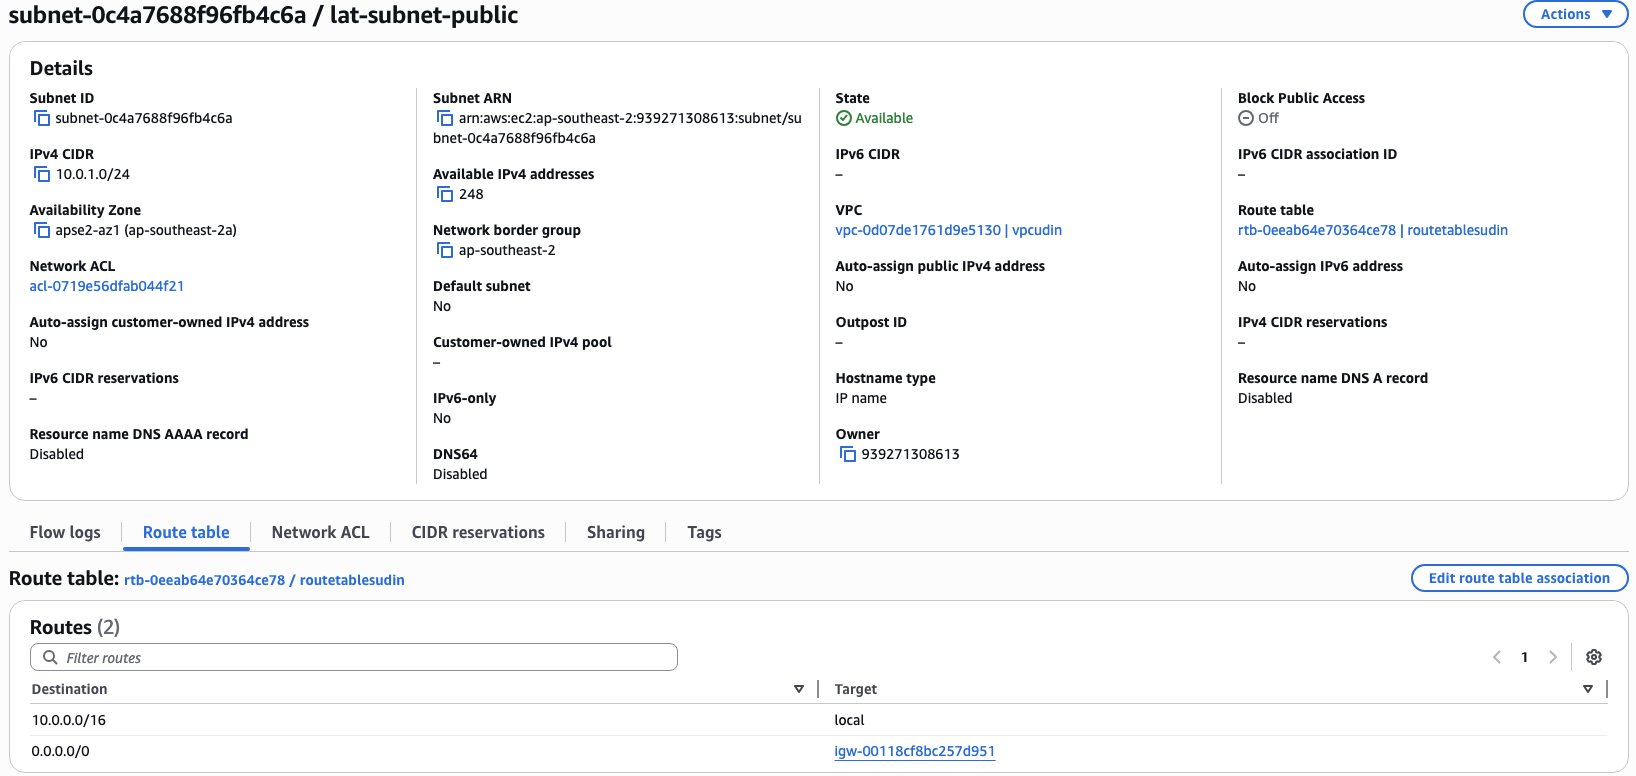 subnet-0c4a7688f96fb4c6a / lat-subnet-public
Actions
Details
Subnet ID
subnet-0c4a7688f96fb4c6a
IPv4 CIDR
10.0.1.0/24
Availability Zone
apse2-az1 (ap-southeast-2a)
Network ACL
acl-0719e56dfab044f21
Auto-assign customer-owned IPv4 address
No
IPv6 CIDR reservations
–
Resource name DNS AAAA record
Disabled
Subnet ARN
arn:aws:ec2:ap-southeast-2:939271308613:subnet/su
bnet-0c4a7688f96fb4c6a
Available IPv4 addresses
248
Network border group
ap-southeast-2
Default subnet
No
Customer-owned IPv4 pool
–
IPv6-only
No
DNS64
Disabled
State
Available
IPv6 CIDR
–
VPC
vpc-0d07de1761d9e5130 | vpcudin
Auto-assign public IPv4 address
No
Outpost ID
–
Hostname type
IP name
Owner
939271308613
Block Public Access
Off
IPv6 CIDR association ID
–
Route table
rtb-0eeab64e70364ce78 | routetablesudin
Auto-assign IPv6 address
No
IPv4 CIDR reservations
–
Resource name DNS A record
Disabled
Flow logs
Route table
Network ACL
CIDR reservations
Sharing
Tags
Route table: rtb-0eeab64e70364ce78 / routetablesudin
Edit route table association
Routes (2)
Filter routes
1
Destination
Target
10.0.0.0/16
local
0.0.0.0/0
igw-00118cf8bc257d951